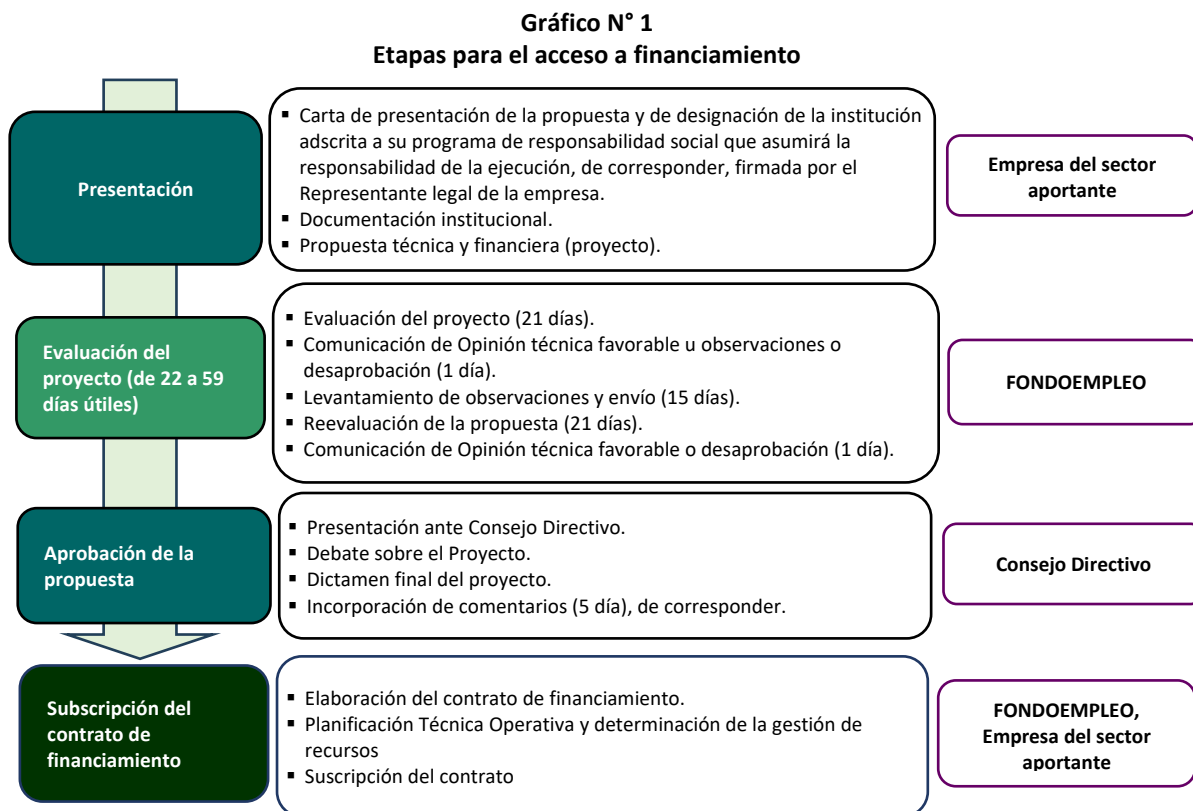 Gráfico N° 1
Etapas para el acceso a financiamiento
Presentación
▪ Carta de presentación de la propuesta y de designación de la institución
adscrita a su programa de responsabilidad social que asumirá la
responsabilidad de la ejecución, de corresponder, firmada por el
Representante legal de la empresa.
▪ Documentación institucional.
▪ Propuesta técnica y financiera (proyecto).
Empresa del sector
aportante
Evaluación del
proyecto (de 22 a 59
días útiles)
▪ Evaluación del proyecto (21 días).
▪ Comunicación de Opinión técnica favorable u observaciones o
desaprobación (1 día).
▪ Levantamiento de observaciones y envío (15 días).
▪ Reevaluación de la propuesta (21 días).
▪ Comunicación de Opinión técnica favorable o desaprobación (1 día).
FONDOEMPLEO
Aprobación de la
propuesta
▪ Presentación ante Consejo Directivo.
▪ Debate sobre el Proyecto.
▪ Dictamen final del proyecto.
▪ Incorporación de comentarios (5 día), de corresponder.
Consejo Directivo
Subscripción del
contrato de
financiamiento
▪ Elaboración del contrato de financiamiento.
▪ Planificación Técnica Operativa y determinación de la gestión de
recursos
▪ Suscripción del contrato
FONDOEMPLEO,
Empresa del sector
aportante